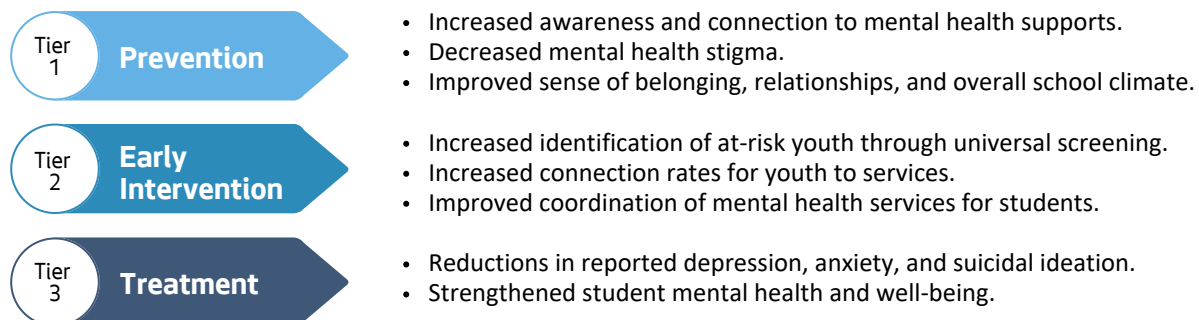 Tier
1
Prevention
• Increased awareness and connection to mental health supports.
• Decreased mental health stigma.
• Improved sense of belonging, relationships, and overall school climate.
Tier
2
Early
Intervention
• Increased identification of at-risk youth through universal screening.
• Increased connection rates for youth to services.
• Improved coordination of mental health services for students.
Tier
3
Treatment
• Reductions in reported depression, anxiety, and suicidal ideation.
• Strengthened student mental health and well-being.